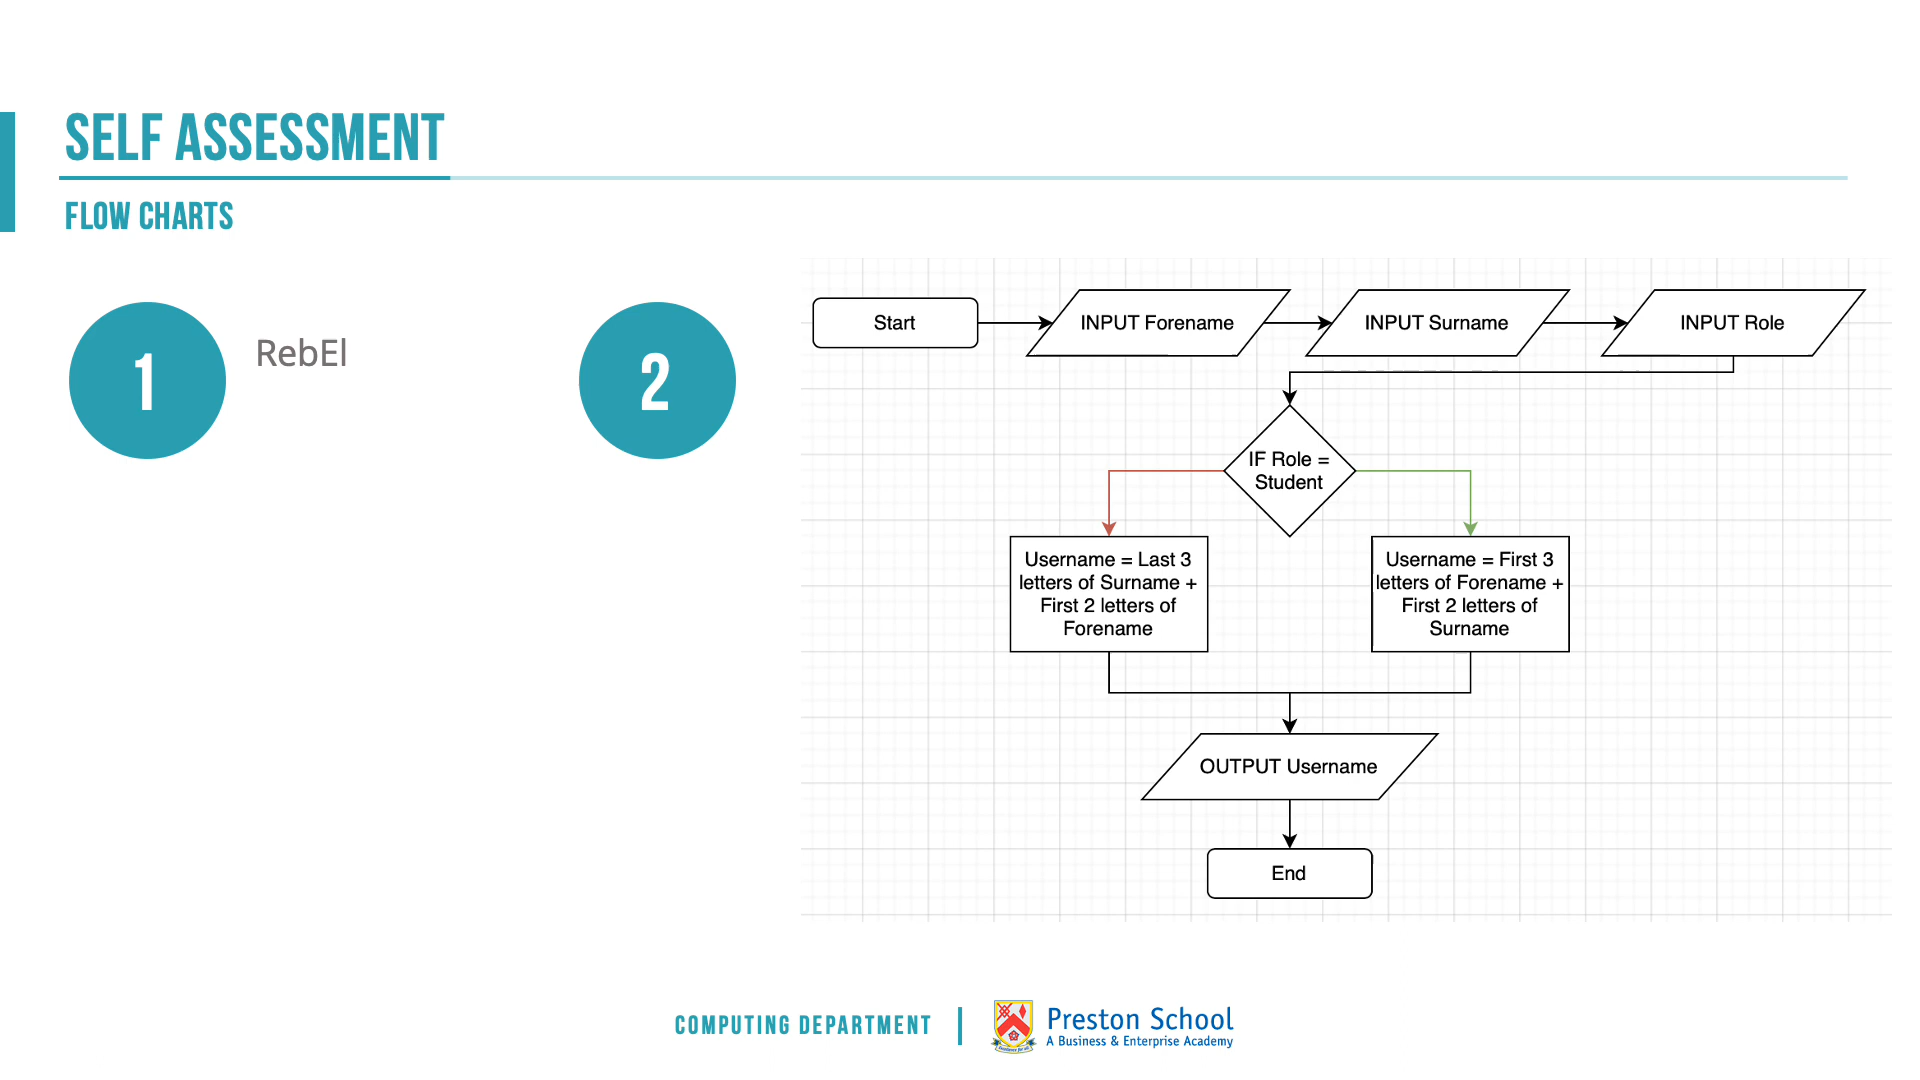 SELF ASSESSMENT
FLOW CHARTS
1
RebEl
2
Start
INPUT Forename
INPUT Surname
INPUT Role
IF Role =
Student
Username = Last 3
letters of Surname +
First 2 letters of
Forename
Username = First 3
letters of Forename +
First 2 letters of
Surname
OUTPUT Username
End
COMPUTING DEPARTMENT
Preston School
A Business & Enterprise Academy